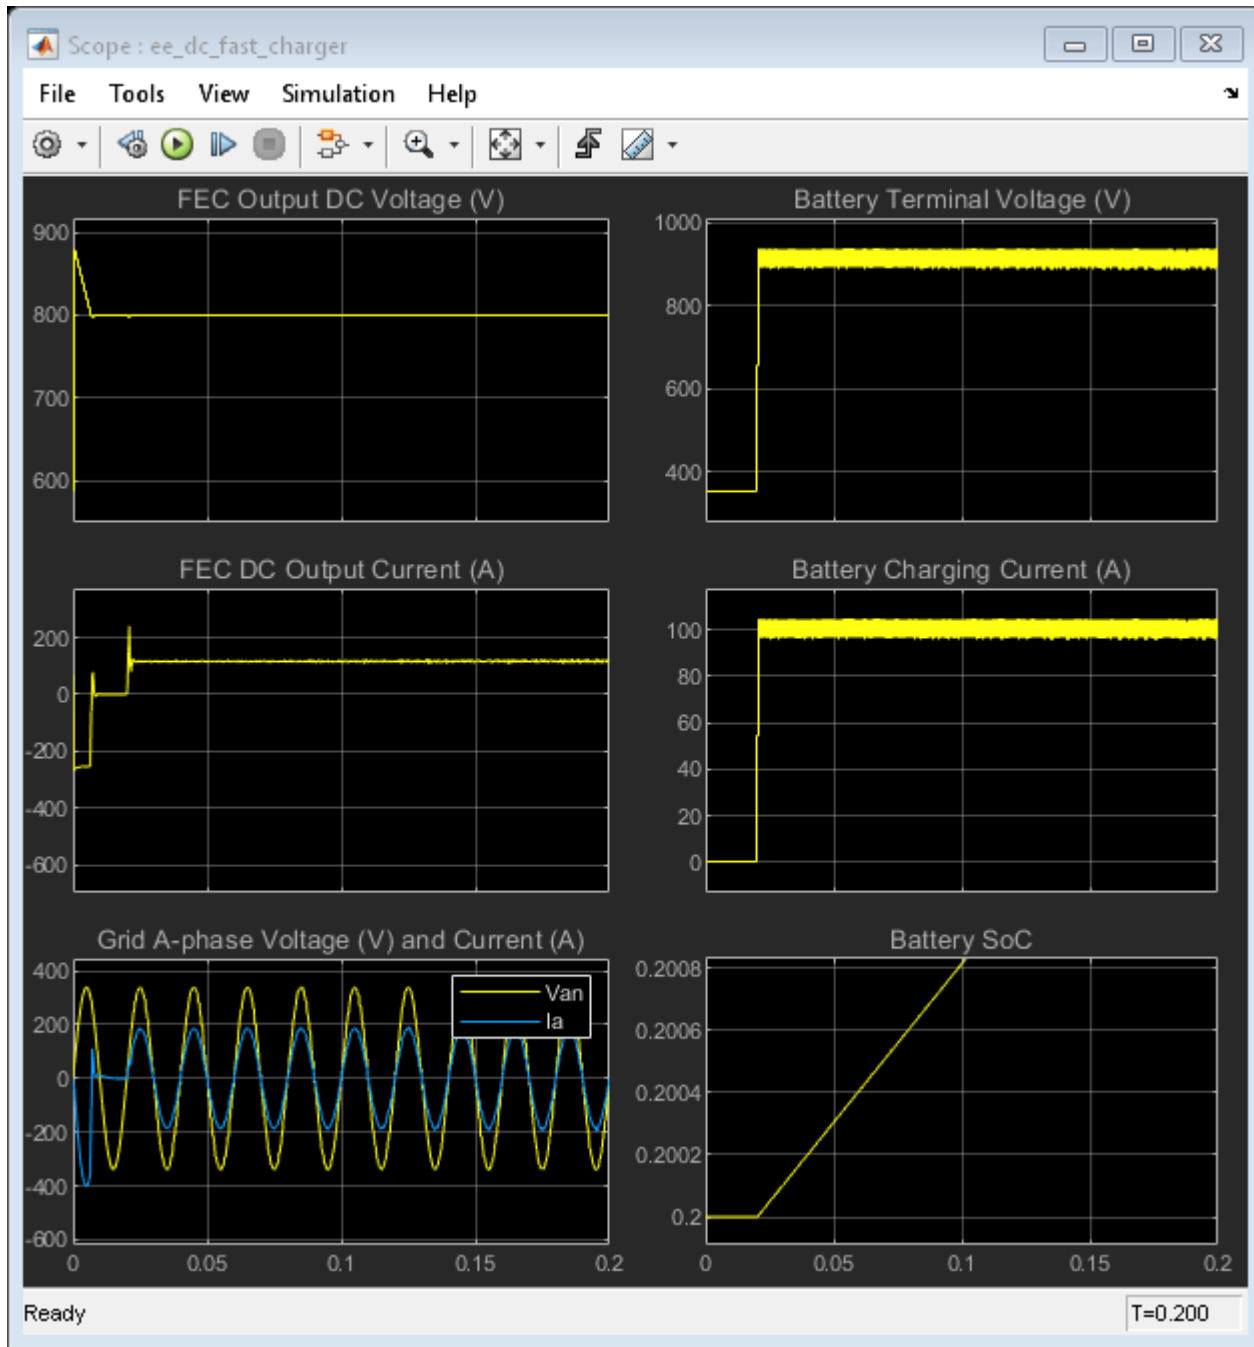 Scope : ee_dc_fast_charger
File Tools View Simulation Help
FEC Output DC Voltage (V)
900
800
700
600
Battery Terminal Voltage (V)
1000
800
600
400
FEC DC Output Current (A)
200
0
-200
-400
-600
Battery Charging Current (A)
100
80
60
40
20
0
Grid A-phase Voltage (V) and Current (A)
400
200
0
-200
-400
-600
Van
Ia
0 0.05 0.1 0.15 0.2
Battery SoC
0.2008
0.2006
0.2004
0.2002
0.2
0 0.05 0.1 0.15 0.2
Ready
T=0.200